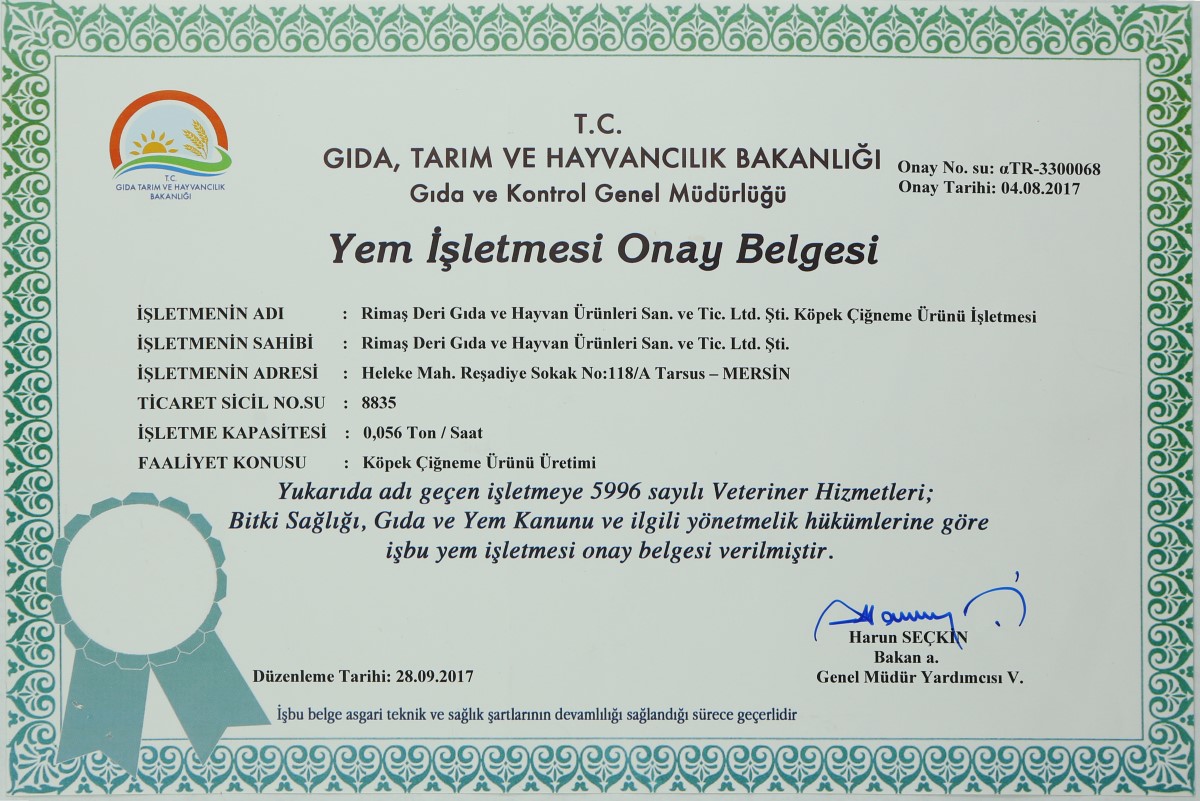 T.C.
GIDA TARIM VE HAYVANCILIK
BAKANLIĞI
T.C.
GIDA, TARIM VE HAYVANCILIK BAKANLIĞI
Gıda ve Kontrol Genel Müdürlüğü
Onay No. su: αTR-3300068
Onay Tarihi: 04.08.2017
Yem İşletmesi Onay Belgesi
İŞLETMENİN ADI : Rimaş Deri Gıda ve Hayvan Ürünleri San. ve Tic. Ltd. Şti. Köpek Çiğneme Ürünü İşletmesi
İŞLETMENİN SAHİBİ : Rimaş Deri Gıda ve Hayvan Ürünleri San. ve Tic. Ltd. Şti.
İŞLETMENİN ADRESİ : Heleke Mah. Reşadiye Sokak No:118/A Tarsus – MERSİN
TİCARET SİCİL NO.SU : 8835
İŞLETME KAPASİTESİ : 0,056 Ton / Saat
FAALİYET KONUSU : Köpek Çiğneme Ürünü Üretimi
Yukarıda adı geçen işletmeye 5996 sayılı Veteriner Hizmetleri;
Bitki Sağlığı, Gıda ve Yem Kanunu ve ilgili yönetmelik hükümlerine göre
işbu yem işletmesi onay belgesi verilmiştir.
Harun SEÇKİN
Bakan a.
Genel Müdür Yardımcısı V.
Düzenleme Tarihi: 28.09.2017
İşbu belge asgari teknik ve sağlık şartlarının devamlılığı sağlandığı sürece geçerlidir